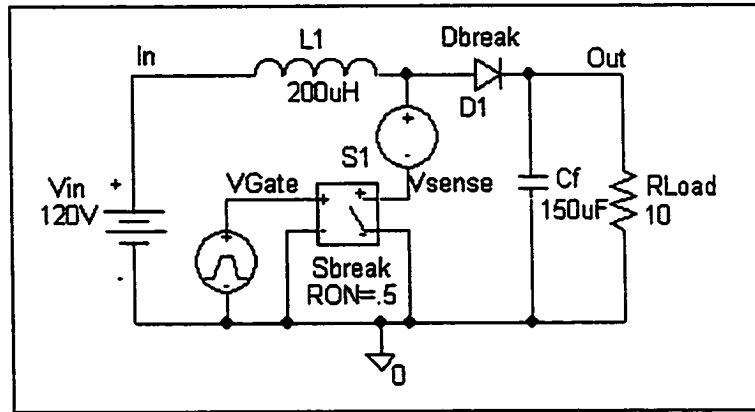 In
L1
200uH
Dbreak
D1
Out
+
S1
+
-
Vsense
Vin
120V
+
-
VGate
+
-
+
+
-
-
Sbreak
RON=.5
Cf
150uF
RLoad
10
0